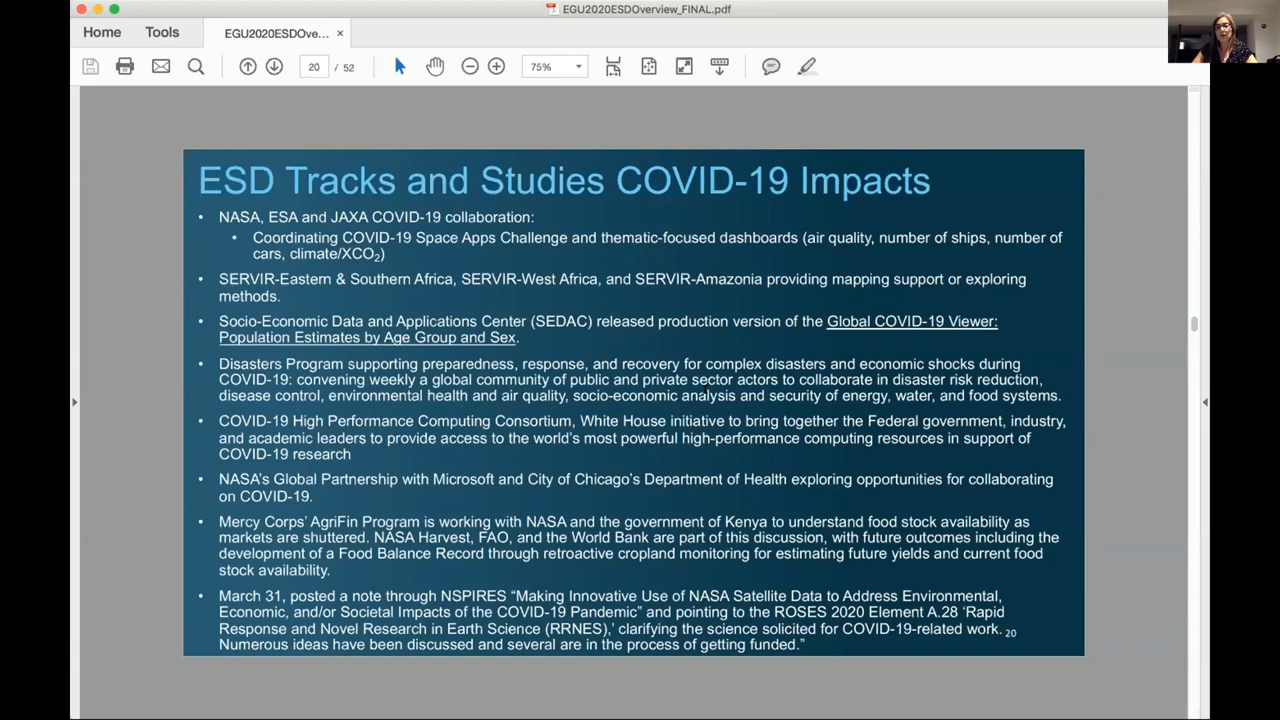 EGU2020ESDOverview_FINAL.pdf
Home Tools EGU2020ESDOve... ×
20 / 52 75%
ESD Tracks and Studies COVID-19 Impacts
• NASA, ESA and JAXA COVID-19 collaboration:
• Coordinating COVID-19 Space Apps Challenge and thematic-focused dashboards (air quality, number of ships, number of
cars, climate/XCO₂)
• SERVIR-Eastern & Southern Africa, SERVIR-West Africa, and SERVIR-Amazonia providing mapping support or exploring
methods.
• Socio-Economic Data and Applications Center (SEDAC) released production version of the Global COVID-19 Viewer:
Population Estimates by Age Group and Sex.
• Disasters Program supporting preparedness, response, and recovery for complex disasters and economic shocks during
COVID-19: convening weekly a global community of public and private sector actors to collaborate in disaster risk reduction,
disease control, environmental health and air quality, socio-economic analysis and security of energy, water, and food systems.
• COVID-19 High Performance Computing Consortium, White House initiative to bring together the Federal government, industry,
and academic leaders to provide access to the world's most powerful high-performance computing resources in support of
COVID-19 research
• NASA's Global Partnership with Microsoft and City of Chicago's Department of Health exploring opportunities for collaborating
on COVID-19.
• Mercy Corps' AgriFin Program is working with NASA and the government of Kenya to understand food stock availability as
markets are shuttered. NASA Harvest, FAO, and the World Bank are part of this discussion, with future outcomes including the
development of a Food Balance Record through retroactive cropland monitoring for estimating future yields and current food
stock availability.
• March 31, posted a note through NSPIRES "Making Innovative Use of NASA Satellite Data to Address Environmental,
Economic, and/or Societal Impacts of the COVID-19 Pandemic" and pointing to the ROSES 2020 Element A.28 'Rapid
Response and Novel Research in Earth Science (RRNES),' clarifying the science solicited for COVID-19-related work. 20
Numerous ideas have been discussed and several are in the process of getting funded."